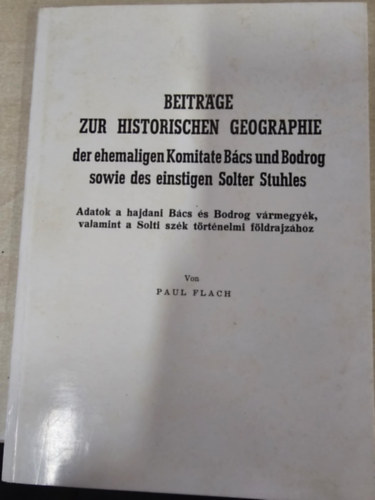 BEITRÄGE
ZUR HISTORISCHEN GEOGRAPHIE
der ehemaligen Komitate Bács und Bodrog
sowie des einstigen Solter Stuhles
Adatok a hajdani Bács és Bodrog vármegyék,
valamint a Solti szék történelmi földrajzához
Von
PAUL FLACH